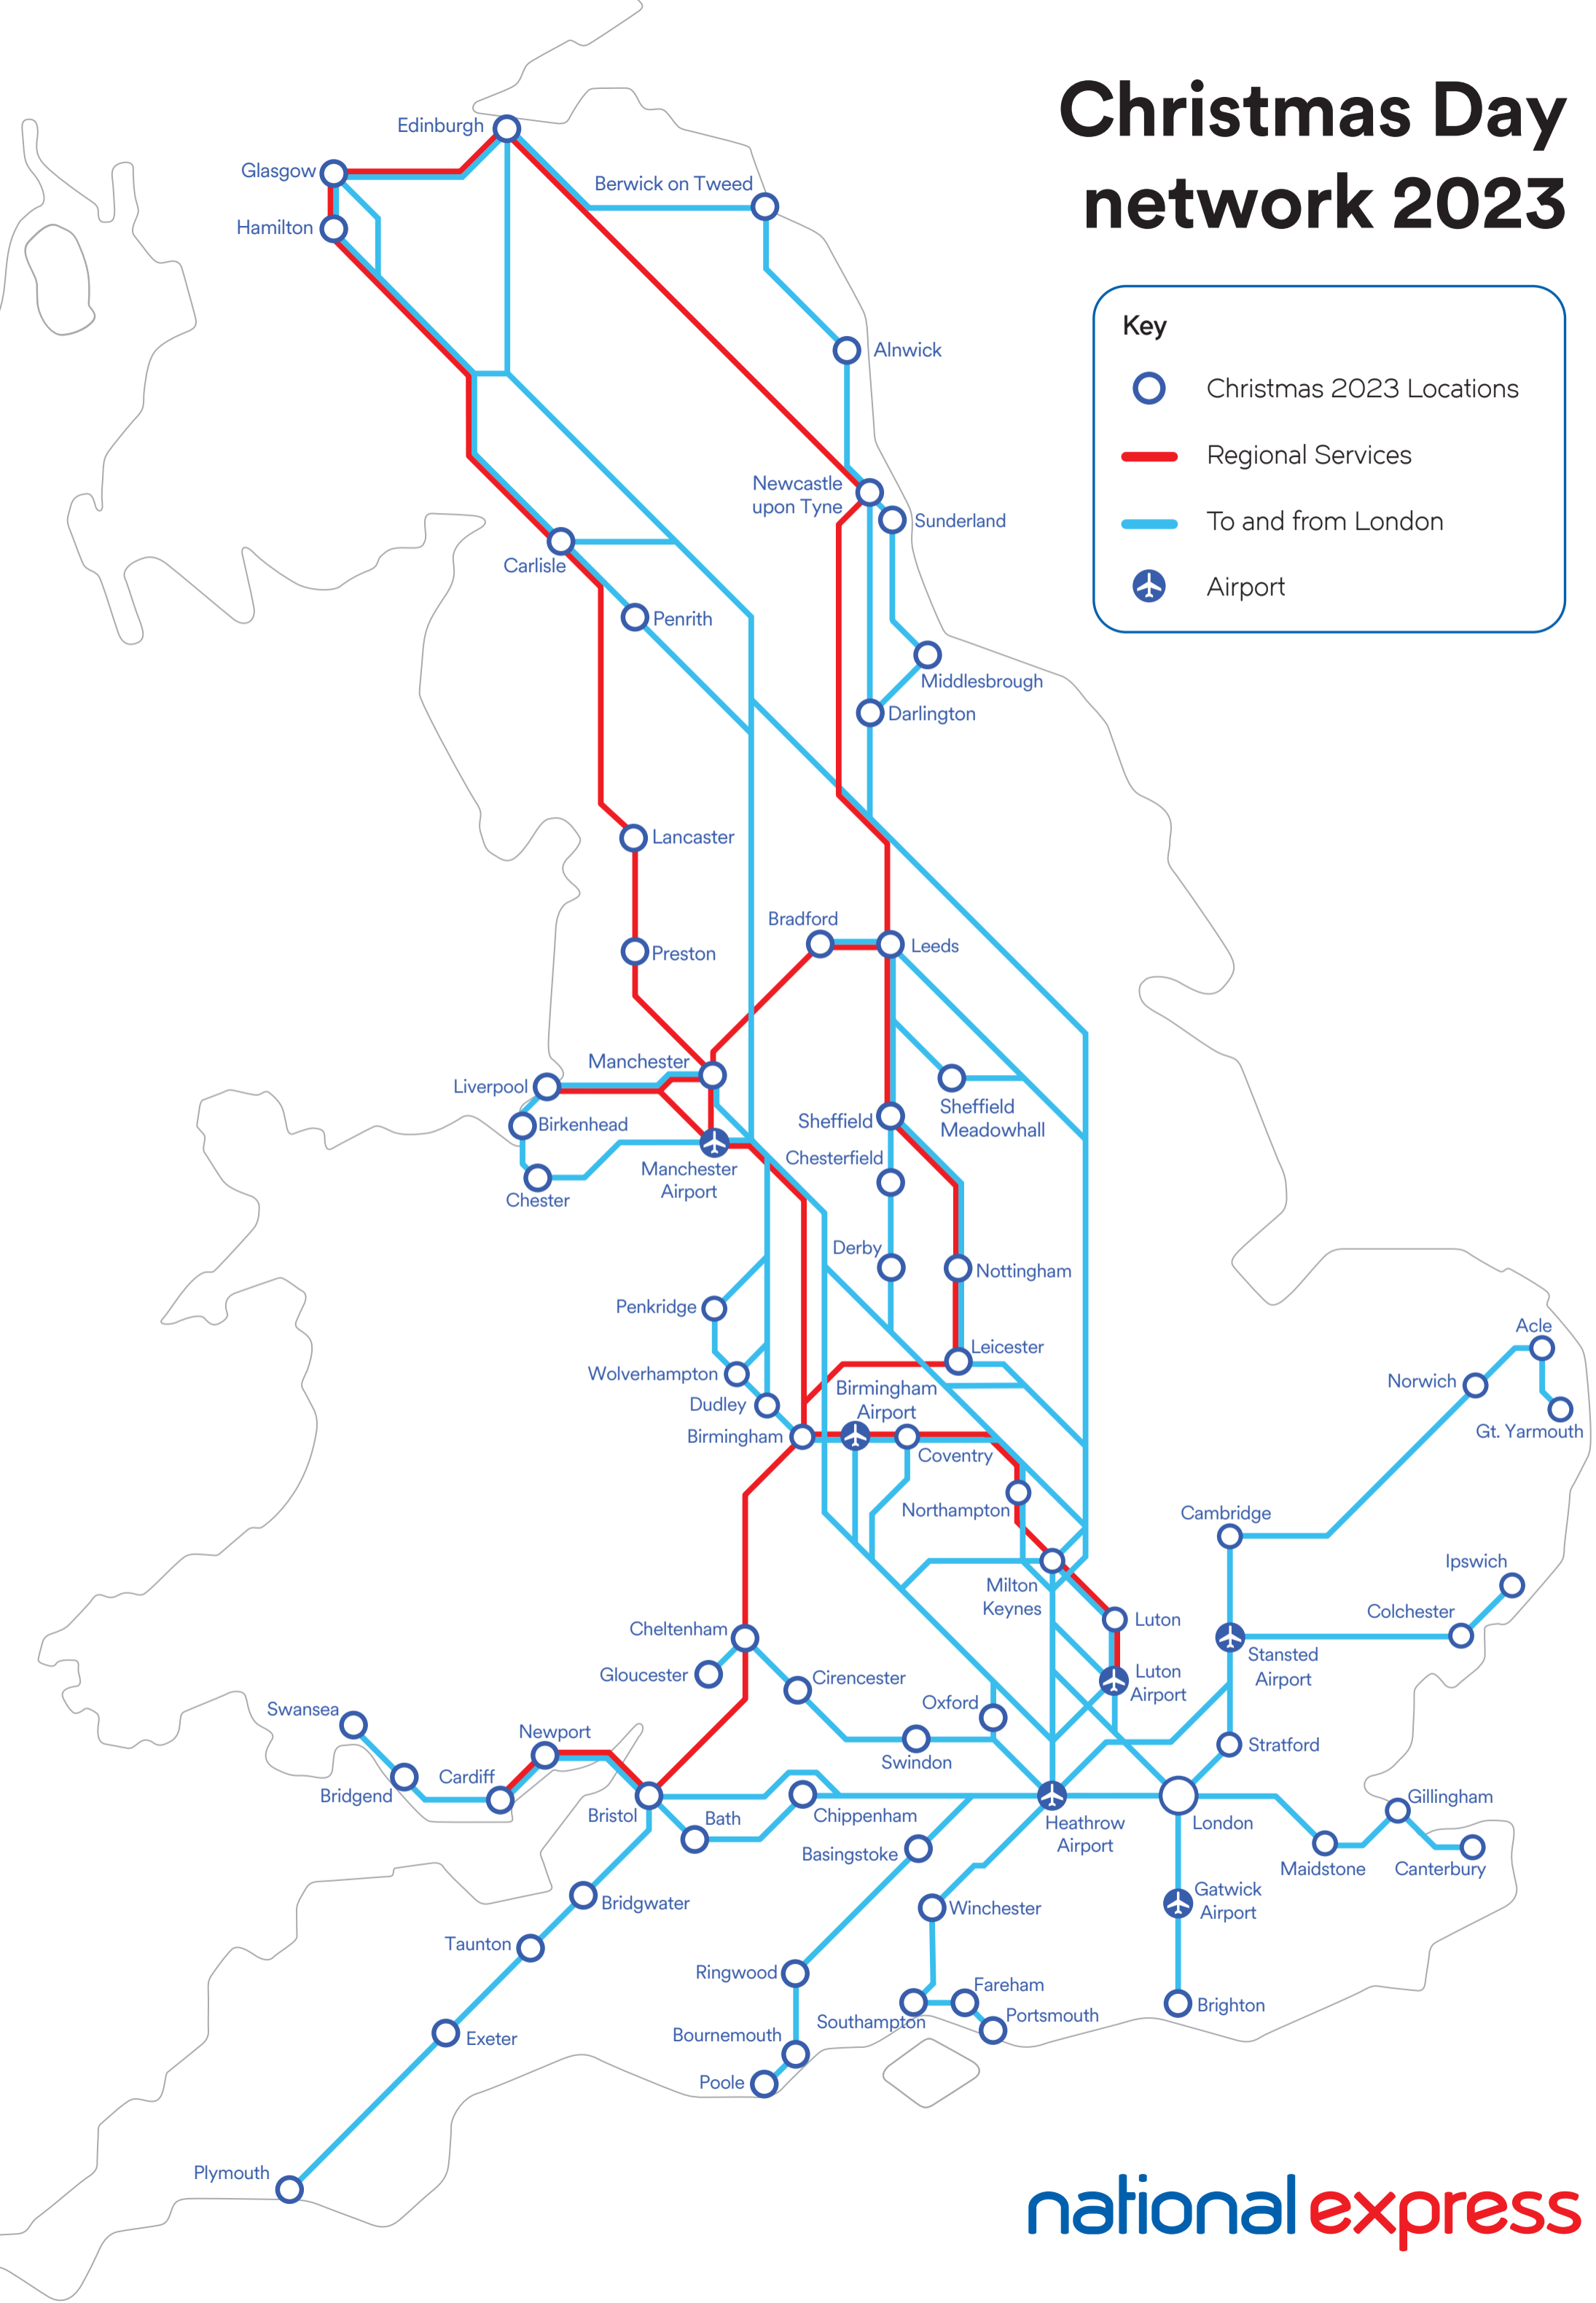 Christmas Day
network 2023
Key
Christmas 2023 Locations
Regional Services
To and from London
Airport
Edinburgh
Glasgow
Berwick on Tweed
Hamilton
Alnwick
Newcastle
upon Tyne
Sunderland
Carlisle
Penrith
Middlesbrough
Darlington
Lancaster
Bradford
Leeds
Preston
Manchester
Liverpool
Birkenhead
Sheffield
Meadowhall
Sheffield
Chesterfield
Manchester
Airport
Chester
Derby
Nottingham
Penkridge
Acle
Leicester
Wolverhampton
Norwich
Birmingham
Airport
Dudley
Gt. Yarmouth
Birmingham
Coventry
Northampton
Cambridge
Ipswich
Milton
Keynes
Colchester
Luton
Cheltenham
Stansted
Airport
Gloucester
Cirencester
Luton
Airport
Oxford
Swansea
Newport
Swindon
Stratford
Cardiff
Bridgend
Bristol
Bath
Chippenham
Heathrow
Airport
London
Gillingham
Basingstoke
Maidstone
Canterbury
Gatwick
Airport
Bridgwater
Winchester
Taunton
Ringwood
Fareham
Brighton
Southampton
Portsmouth
Exeter
Bournemouth
Poole
Plymouth
national express